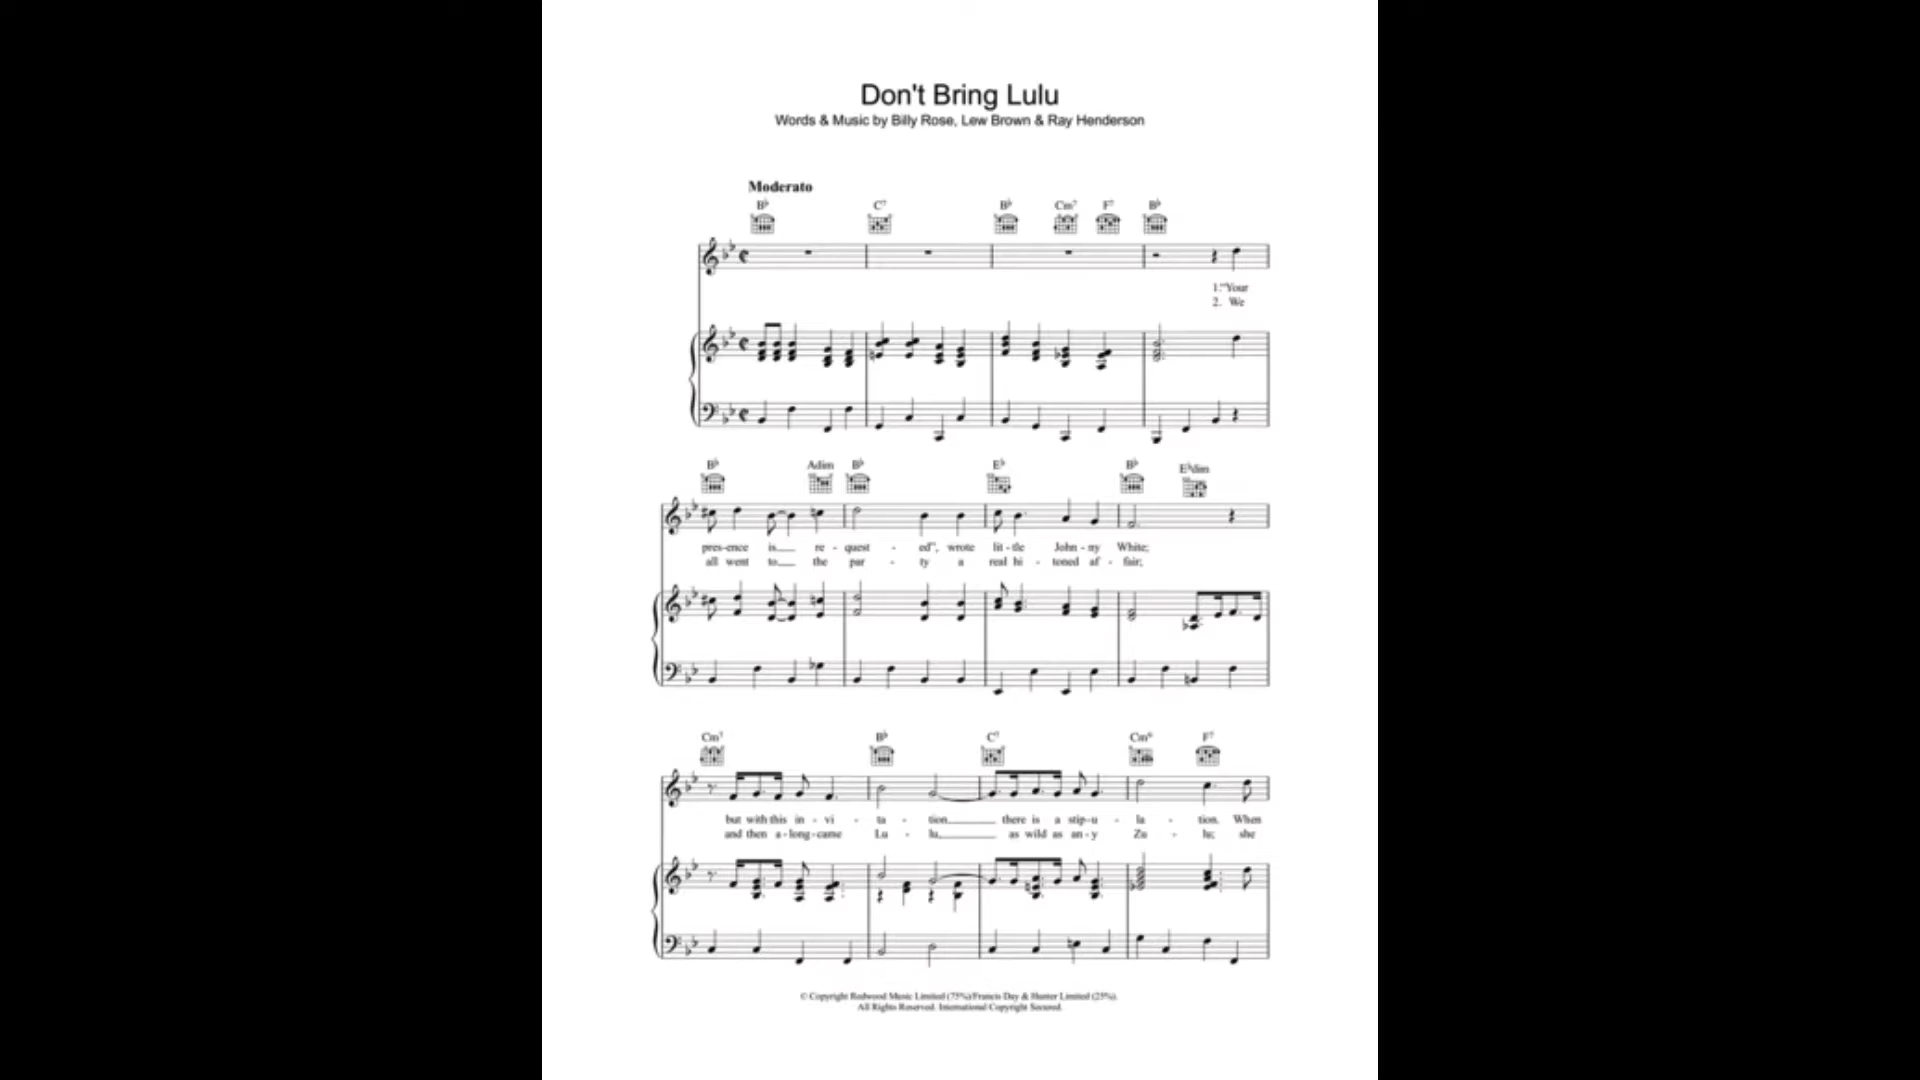 Don't Bring Lulu
Words & Music by Billy Rose, Lew Brown & Ray Henderson
Moderato
B♭ C7 B♭ Cm7 F7 B♭
1."Your
2. We
B♭ Adim B♭ E♭ B♭ E♭dim
pres-ence is re - quest - ed", wrote lit - tle John - ny White;
all went to the par - ty a real hi - toned af - fair;
Cm7 B♭ C7 Cm6 F7
but with this in - vi - ta - tion there is a stip-u - la - tion. When
and then a-long-came Lu - lu, as wild as an-y Zu - lu; she
© Copyright Redwood Music Limited (75%)/Francis Day & Hunter Limited (25%).
All Rights Reserved. International Copyright Secured.